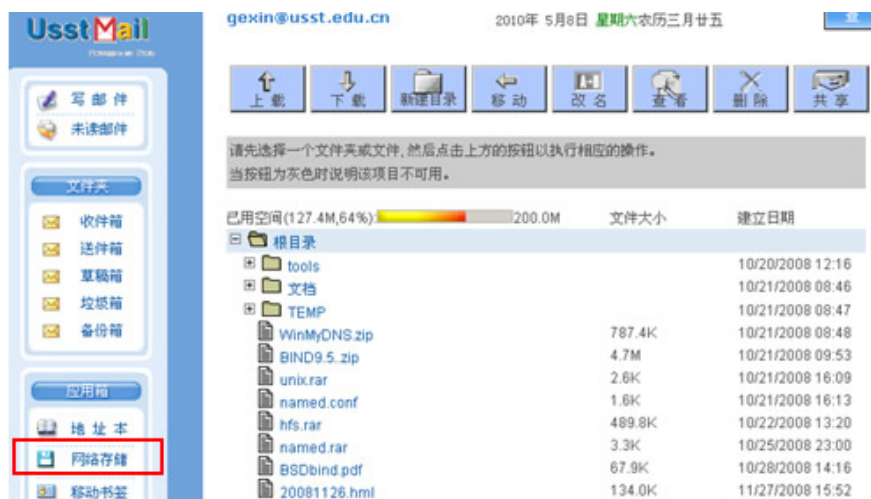 UsstMail
gexin@usst.edu.cn
2010年 5月8日 星期六农历三月廿五
查
上载 下载 新建目录 移动 改名 查看 删除 共享
请先选择一个文件夹或文件,然后点击上方的按钮以执行相应的操作。
当按钮为灰色时说明该项目不可用。
写邮件
未读邮件
文件夹
收件箱
送件箱
草稿箱
垃圾箱
备份箱
应用箱
地址本
网络存储
移动书签
已用空间(127.4M,64%): 200.0M 文件大小 建立日期
根目录
tools 10/20/2008 12:16
文档 10/21/2008 08:46
TEMP 10/21/2008 08:47
WinMyDNS.zip 787.4K 10/21/2008 08:48
BIND9.5..zip 4.7M 10/21/2008 09:53
unix.rar 2.6K 10/21/2008 16:09
named.conf 1.6K 10/21/2008 16:13
hfs.rar 489.8K 10/22/2008 13:20
named.rar 3.3K 10/25/2008 23:00
BSDbind.pdf 67.9K 10/28/2008 14:16
20081126.hml 134.0K 11/27/2008 15:52